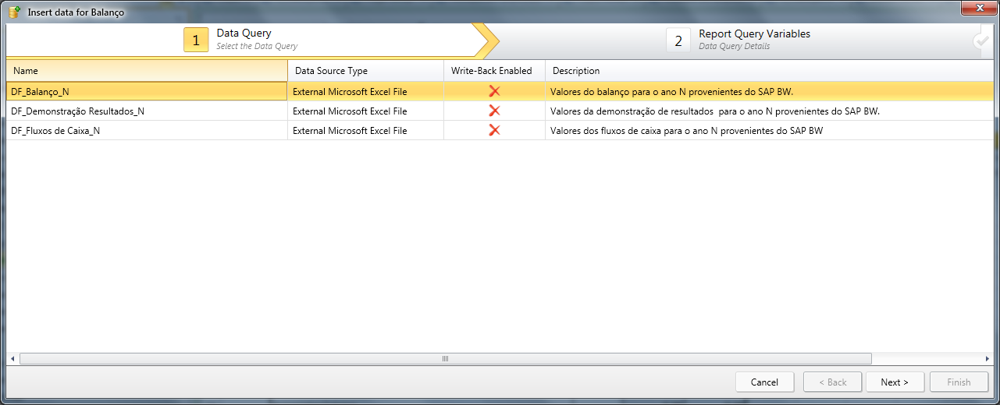 Insert data for Balanço
1 Data Query
Select the Data Query
2 Report Query Variables
Data Query Details
Name Data Source Type Write-Back Enabled Description
DF_Balanço_N External Microsoft Excel File Valores do balanço para o ano N provenientes do SAP BW.
DF_Demonstração Resultados_N External Microsoft Excel File Valores da demonstração de resultados  para o ano N provenientes do SAP BW.
DF_Fluxos de Caixa_N External Microsoft Excel File Valores dos fluxos de caixa para o ano N provenientes do SAP BW
Cancel < Back Next > Finish